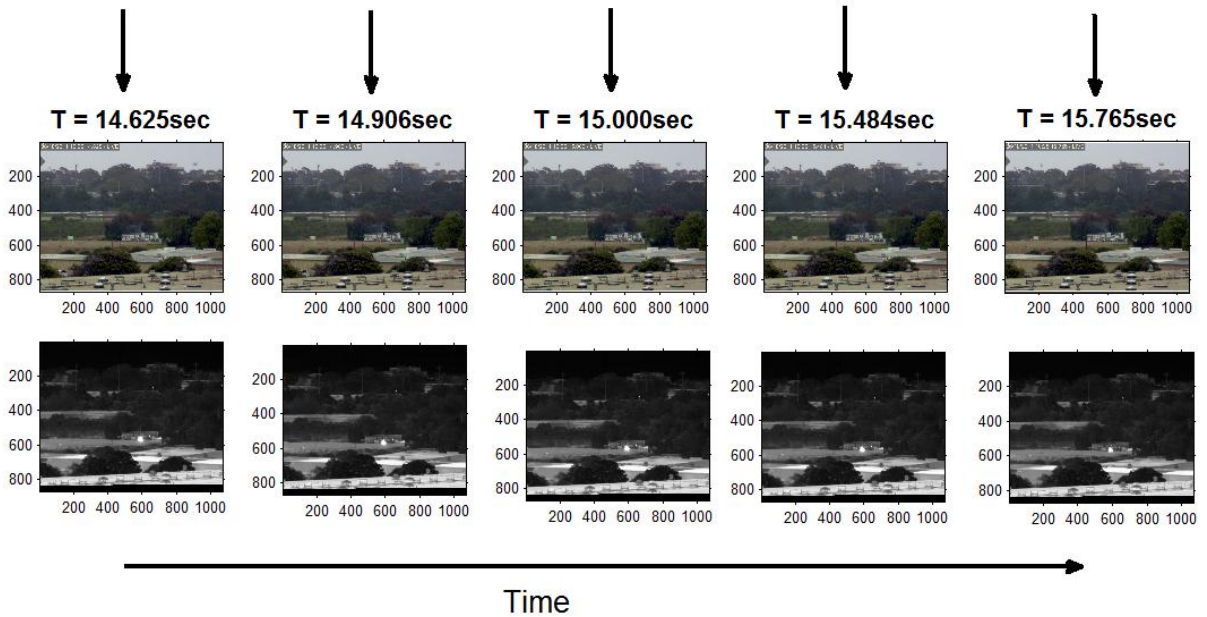 T = 14.625sec
T = 14.906sec
T = 15.000sec
T = 15.484sec
T = 15.765sec
200 200 200 200 200
400 400 400 400 400
600 600 600 600 600
800 800 800 800 800
200 400 600 800 1000
200 400 600 800 1000
200 400 600 800 1000
200 400 600 800 1000
200 400 600 800 1000
200 200 200 200 200
400 400 400 400 400
600 600 600 600 600
800 800 800 800 800
200 400 600 800 1000
200 400 600 800 1000
200 400 600 800 1000
200 400 600 800 1000
200 400 600 800 1000
Time